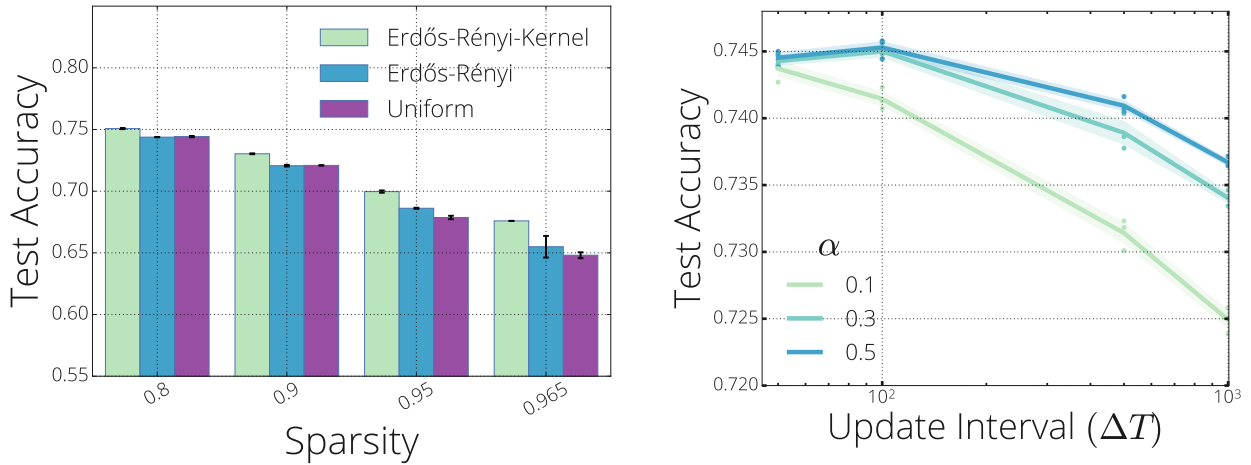 Erdős-Rényi-Kernel
Erdős-Rényi
Uniform
Test Accuracy
0.80
0.75
0.70
0.65
0.60
0.55
0.8
0.9
0.95
0.965
Sparsity
Test Accuracy
0.745
0.740
0.735
0.730
0.725
0.720
α
0.1
0.3
0.5
10²
10³
Update Interval (ΔT)